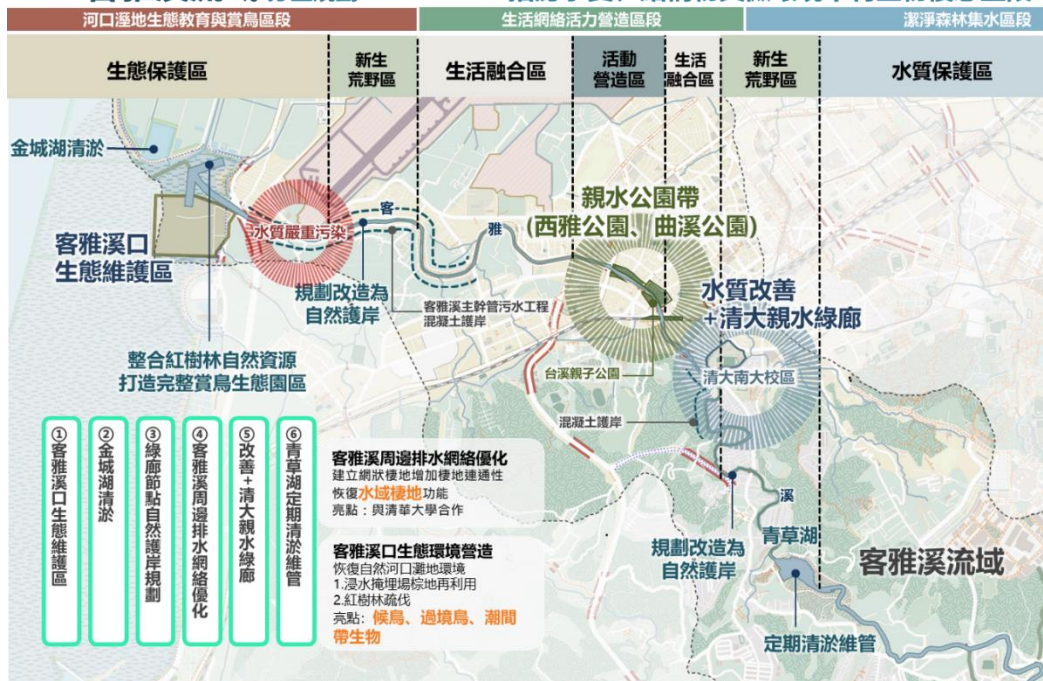 河口溼地生態教育與賞鳥區段
生活網絡活力營造區段
潔淨森林集水區段
生態保護區
新生
荒野區
生活融合區
活動
營造區
生活
融合區
新生
荒野區
水質保護區
金城湖清淤
水質嚴重污染
客
雅
親水公園帶
(西雅公園、曲溪公園)
客雅溪口
生態維護區
規劃改造為
自然護岸
客雅溪主幹管污水工程
混凝土護岸
水質改善
+清大親水綠廊
整合紅樹林自然資源
打造完整賞鳥生態園區
台溪親子公園
清大南大校區
混凝土護岸
①客雅溪口生態維護區
②金城湖清淤
③綠廊節點自然護岸規劃
④客雅溪周邊排水網絡優化
⑤改善+清大親水綠廊
⑥青草湖定期清淤維管
客雅溪周邊排水網絡優化
建立網狀棲地增加棲地連通性
恢復水域棲地功能
亮點：與清華大學合作
客雅溪口生態環境營造
恢復自然河口灘地環境
1.浸水掩埋場棕地再利用
2.紅樹林疏伐
亮點：候鳥、過境鳥、潮間
帶生物
溪
規劃改造為
自然護岸
青草湖
客雅溪流域
定期清淤維管